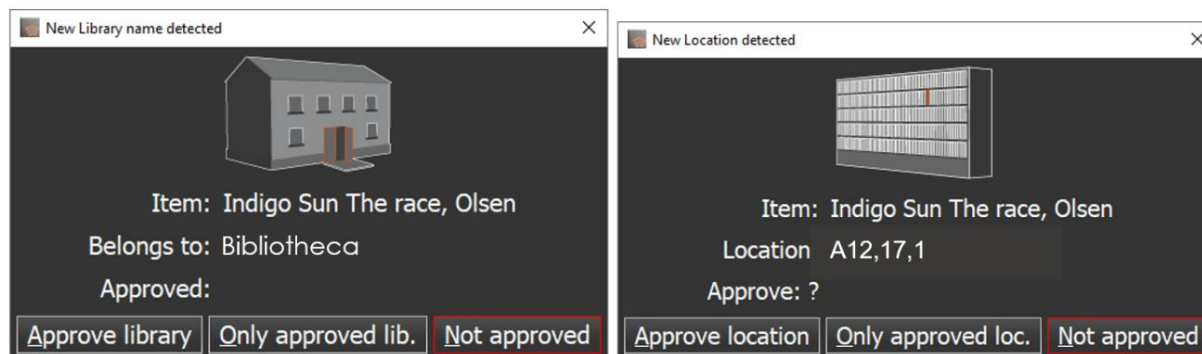 New Library name detected
Item: Indigo Sun The race, Olsen
Belongs to: Bibliotheca
Approved:
Approve library Only approved lib. Not approved
New Location detected
Item: Indigo Sun The race, Olsen
Location A12,17,1
Approve: ?
Approve location Only approved loc. Not approved